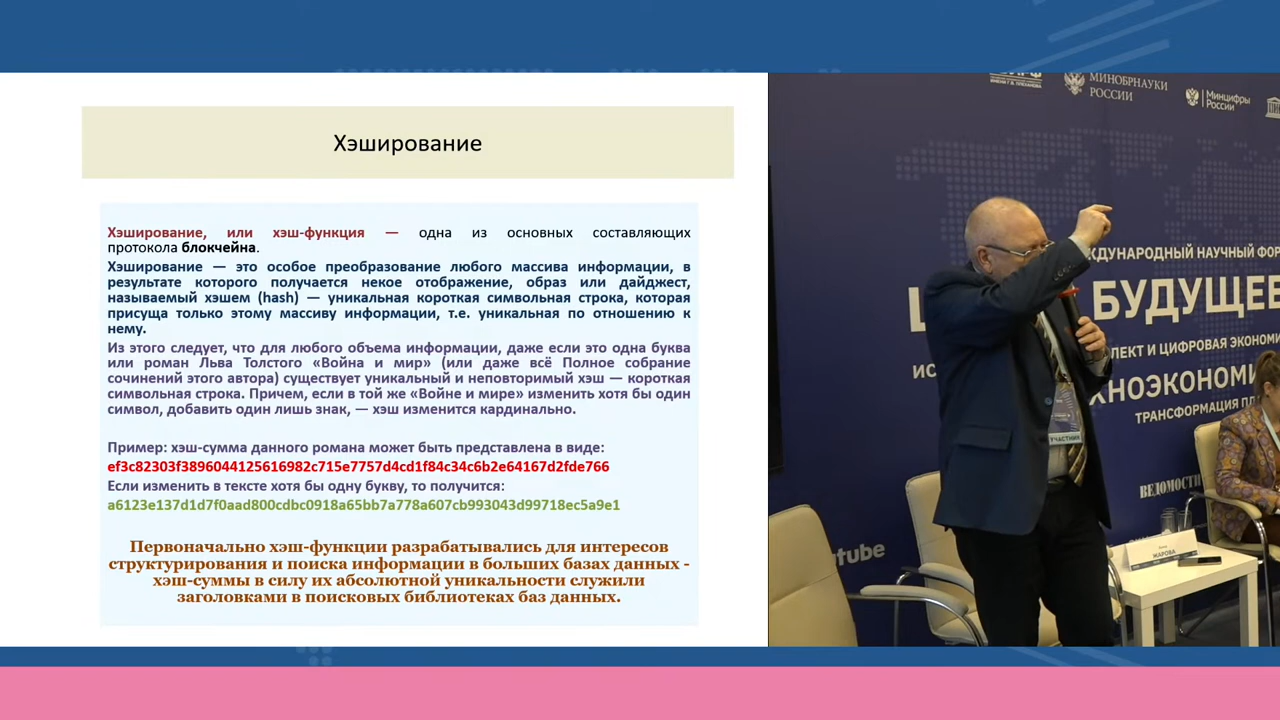 Хэширование
Хэширование, или хэш-функция — одна из основных составляющих
протокола блокчейна.
Хэширование — это особое преобразование любого массива информации, в
результате которого получается некое отображение, образ или дайджест,
называемый хэшем (hash) — уникальная короткая символьная строка, которая
присуща только этому массиву информации, т.е. уникальная по отношению к
нему.
Из этого следует, что для любого объема информации, даже если это одна буква
или роман Льва Толстого «Война и мир» (или даже всё Полное собрание
сочинений этого автора) существует уникальный и неповторимый хэш — короткая
символьная строка. Причем, если в той же «Войне и мире» изменить хотя бы один
символ, добавить один лишь знак, — хэш изменится кардинально.
Пример: хэш-сумма данного романа может быть представлена в виде:
ef3c82303f3896044125616982c715e7757d4cd1f84c34c6b2e64167d2fde766
Если изменить в тексте хотя бы одну букву, то получится:
a6123e137d1d7f0aad800cdbc0918a65bb7a778a607cb993043d99718ec5a9e1
Первоначально хэш-функции разрабатывались для интересов
структурирования и поиска информации в больших базах данных -
хэш-суммы в силу их абсолютной уникальности служили
заголовками в поисковых библиотеках баз данных.
МИНОБРНАУКИ
РОССИИ
Минцифры
России
ЖДУНАРОДНЫЙ НАУЧНЫЙ ФОР
БУДУЩЕЕ
ЛЕКТ И ЦИФРОВАЯ ЭКОНОМИ
ХНОЭКОНОМИ
ТРАНСФОРМАЦИЯ
ВЕДОМОСТИ
УЧАСТНИК
utube
ЖАРОВА